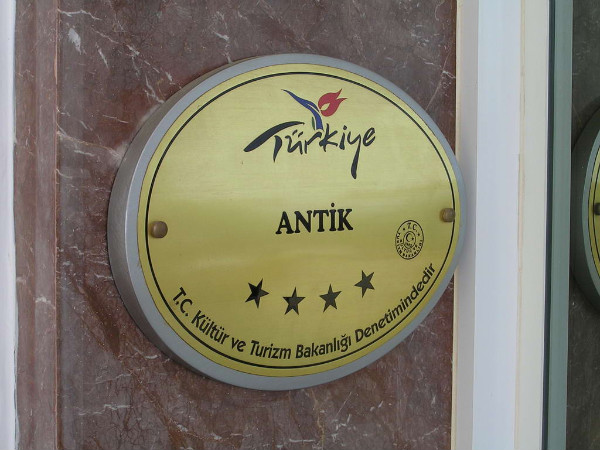 Türkiye
ANTİK
T.C.
T.C. Kültür ve Turizm Bakanlığı Denetimindedir